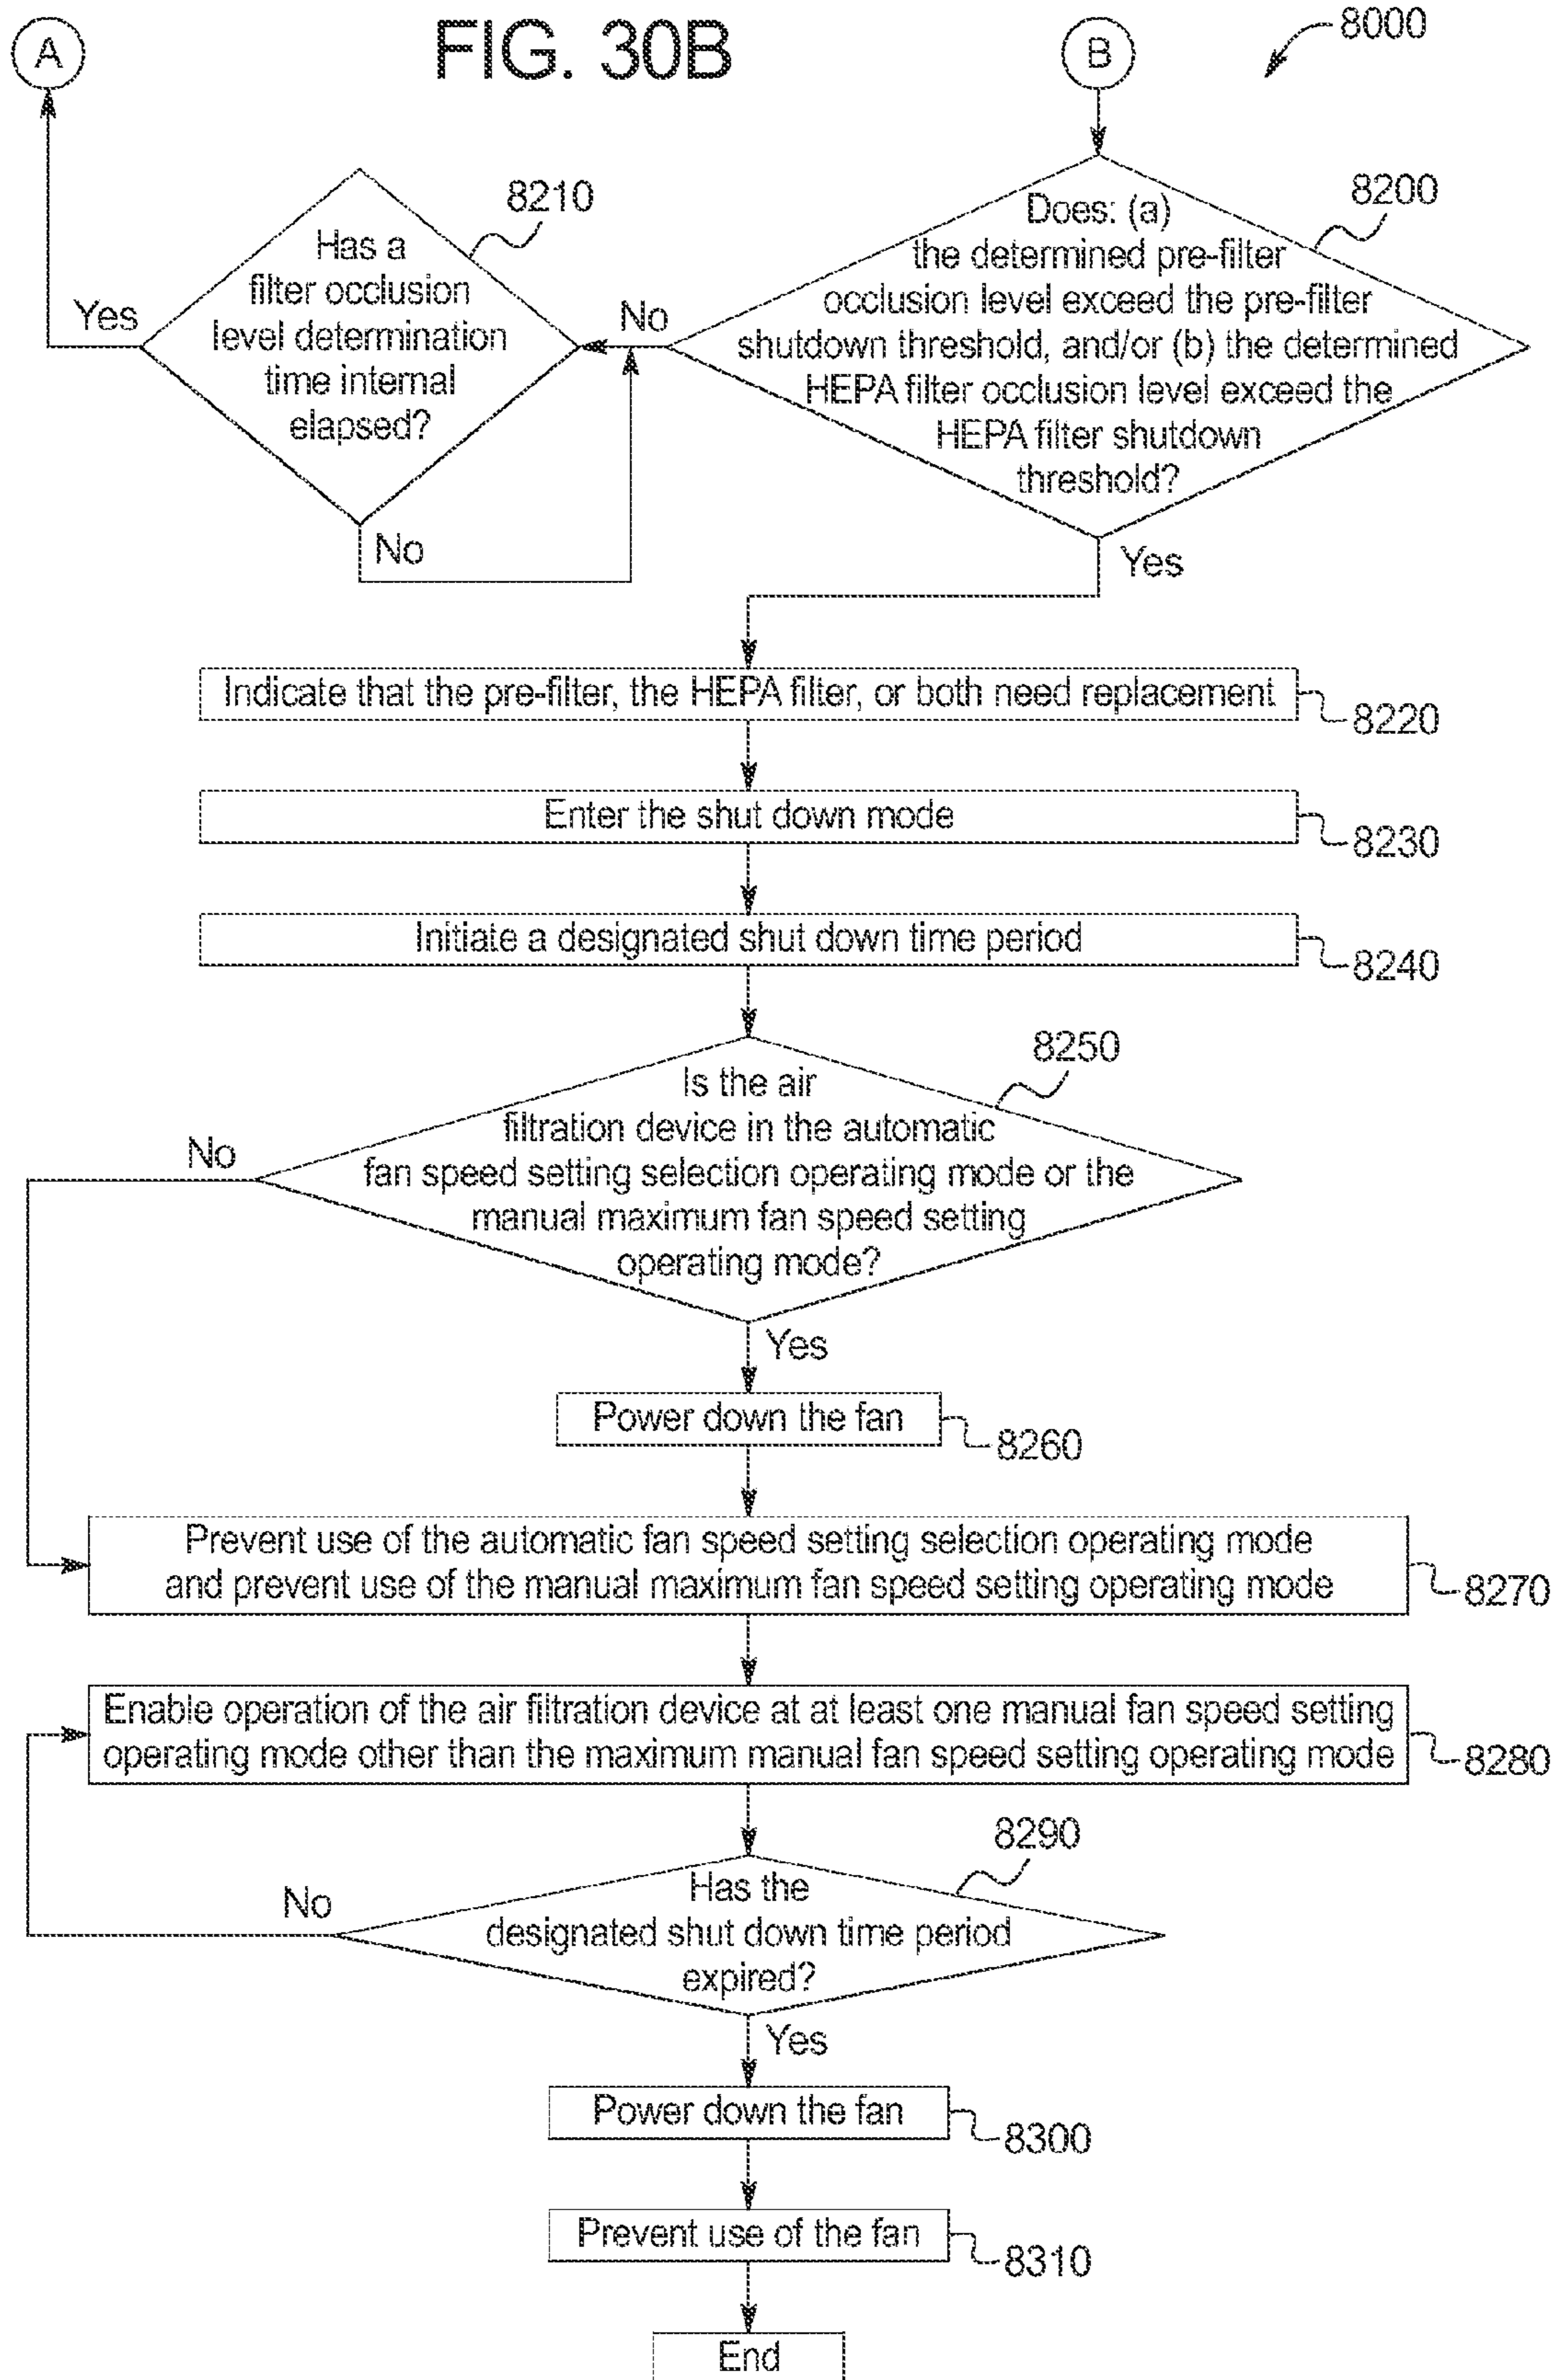 A
FIG. 30B
B
8000
8210
Has a
filter occlusion
level determination
time internal
elapsed?
Yes
No
No
8200
Does: (a)
the determined pre-filter
occlusion level exceed the pre-filter
shutdown threshold, and/or (b) the determined
HEPA filter occlusion level exceed the
HEPA filter shutdown
threshold?
Yes
Indicate that the pre-filter, the HEPA filter, or both need replacement
8220
Enter the shut down mode
8230
Initiate a designated shut down time period
8240
8250
Is the air
filtration device in the automatic
fan speed setting selection operating mode or the
manual maximum fan speed setting
operating mode?
No
Yes
Power down the fan
8260
Prevent use of the automatic fan speed setting selection operating mode
and prevent use of the manual maximum fan speed setting operating mode
8270
Enable operation of the air filtration device at at least one manual fan speed setting
operating mode other than the maximum manual fan speed setting operating mode
8280
8290
Has the
designated shut down time period
expired?
No
Yes
Power down the fan
8300
Prevent use of the fan
8310
End